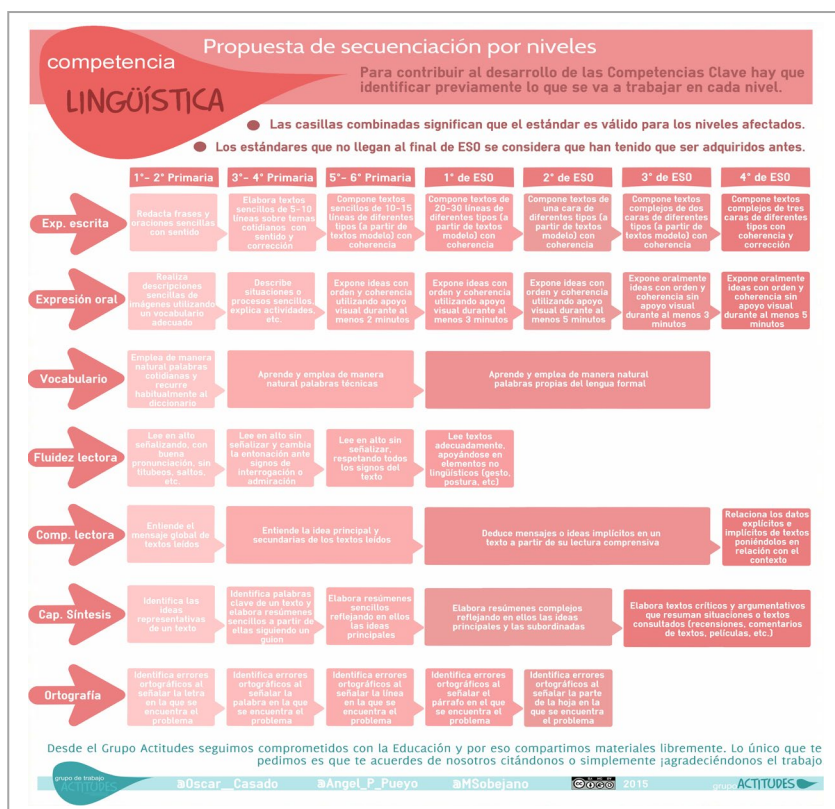 competencia
LINGÜÍSTICA
Propuesta de secuenciación por niveles
Para contribuir al desarrollo de las Competencias Clave hay que
identificar previamente lo que se va a trabajar en cada nivel.
Las casillas combinadas significan que el estándar es válido para los niveles afectados.
Los estándares que no llegan al final de ESO se considera que han tenido que ser adquiridos antes.
1°- 2° Primaria
3°- 4° Primaria
5°- 6° Primaria
1° de ESO
2° de ESO
3° de ESO
4° de ESO
Exp. escrita
Redacta frases y
oraciones sencillas con
sentido
Elabora textos
sencillos de 5-10
líneas sobre temas
cotidianos con
sentido y
corrección
Compone textos
sencillos de 10-15
líneas de diferentes
tipos (a partir de
textos modelo) con
coherencia
Compone textos de
20-30 líneas de
diferentes tipos (a
partir de textos
modelo) con
coherencia
Compone textos de
una cara de
diferentes tipos (a
partir de textos
modelo) con
coherencia
Compone textos
complejos de dos
caras de diferentes
tipos (a partir de
textos modelo) con
coherencia
Compone textos
complejos de tres
caras de diferentes
tipos con
coherencia y
corrección
Expresión oral
Realiza
descripciones
sencillas de
imágenes utilizando
un vocabulario
adecuado
Describe
situaciones o
procesos sencillos,
explica actividades,
etc.
Expone ideas con
orden y coherencia
utilizando apoyo
visual durante al
menos 2 minutos
Expone ideas con
orden y coherencia
utilizando apoyo
visual durante al
menos 3 minutos
Expone ideas con
orden y coherencia
utilizando apoyo
visual durante al
menos 5 minutos
Expone oralmente
ideas con orden y
coherencia sin
apoyo visual
durante al menos 3
minutos
Expone oralmente
ideas con orden y
coherencia sin
apoyo visual
durante al menos 5
minutos
Vocabulario
Emplea de manera
natural palabras
cotidianas y
recurre
habitualmente al
diccionario
Aprende y emplea de manera
natural palabras técnicas
Aprende y emplea de manera natural
palabras propias del lengua formal
Fluidez lectora
Lee en alto
señalizando, con
buena
pronunciación, sin
titubeos, saltos,
etc.
Lee en alto sin
señalizar y cambia
la entonación ante
signos de
interrogación o
admiración
Lee en alto sin
señalizar,
respetando todos
los signos del
texto
Lee textos
adecuadamente,
apoyándose en
elementos no
lingüísticos (gesto,
postura, etc)
Comp. lectora
Entiende el
mensaje global de
textos leídos
Entiende la idea principal y
secundarias de los textos leídos
Deduce mensajes o ideas implícitos en un
texto a partir de su lectura comprensiva
Relaciona los datos
explícitos e
implícitos de textos
poniéndolos en
relación con el
contexto
Cap. Síntesis
Identifica las
ideas
representativas
de un texto
Identifica palabras
clave de un texto y
elabora resúmenes
sencillos a partir de
ellas siguiendo un
guien
Elabora resúmenes
sencillos
reflejando en ellos
las ideas
principales
Elabora resúmenes complejos
reflejando en ellos las ideas
principales y las subordinadas
Elabora textos críticos y argumentativos
que resuman situaciones o textos
consultados (recensiones, comentarios
de textos, películas, etc.)
Ortografía
Identifica errores
ortográficos al
señalar la letra
en la que se
encuentra el
problema
Identifica errores
ortográficos al
señalar la
palabra en la que
se encuentra el
problema
Identifica errores
ortográficos al
señalar la línea
en la que se
encuentra el
problema
Identifica errores
ortográficos al
señalar el
párrafo en el que
se encuentra el
problema
Identifica errores
ortográficos al
señalar la parte
de la hoja en la
que se encuentra
el problema
Desde el Grupo Actitudes seguimos comprometidos con la Educación y por eso compartimos materiales libremente. Lo único que te
pedimos es que te acuerdes de nosotros citándonos o simplemente ¡agradeciéndonos el trabajo
grupo de trabajo
ACTITUDES
@Oscar_Casado
@Angel_P_Pueyo
@MSobejano
2015
grupo ACTITUDES